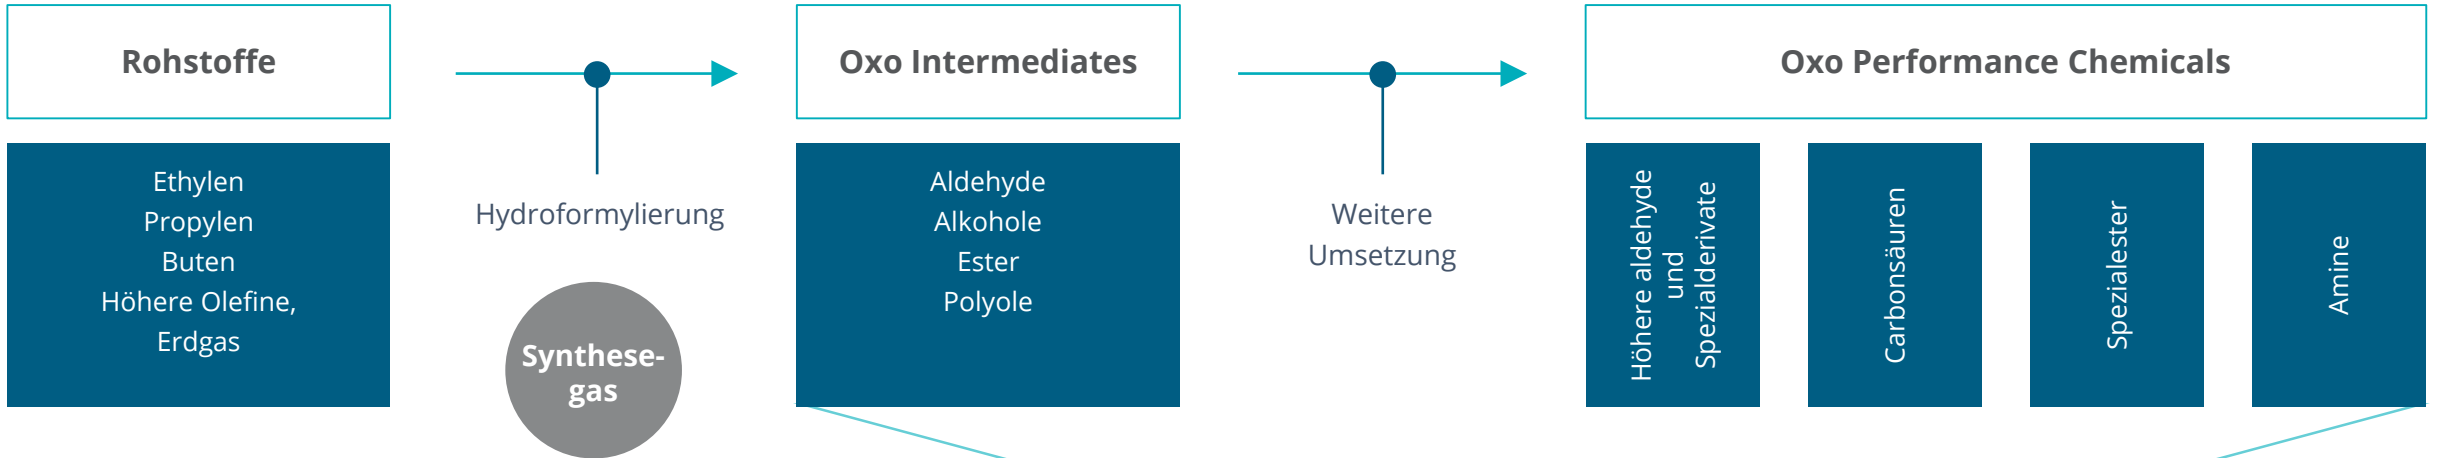 Rohstoffe
Ethylen
Propylen
Buten
Höhere Olefine,
Erdgas
Hydroformylierung
Synthese-
gas
Oxo Intermediates
Aldehyde
Alkohole
Ester
Polyole
Weitere
Umsetzung
Oxo Performance Chemicals
Höhere aldehyde
und
Spezialderivate
Carbonsäuren
Spezialester
Amine